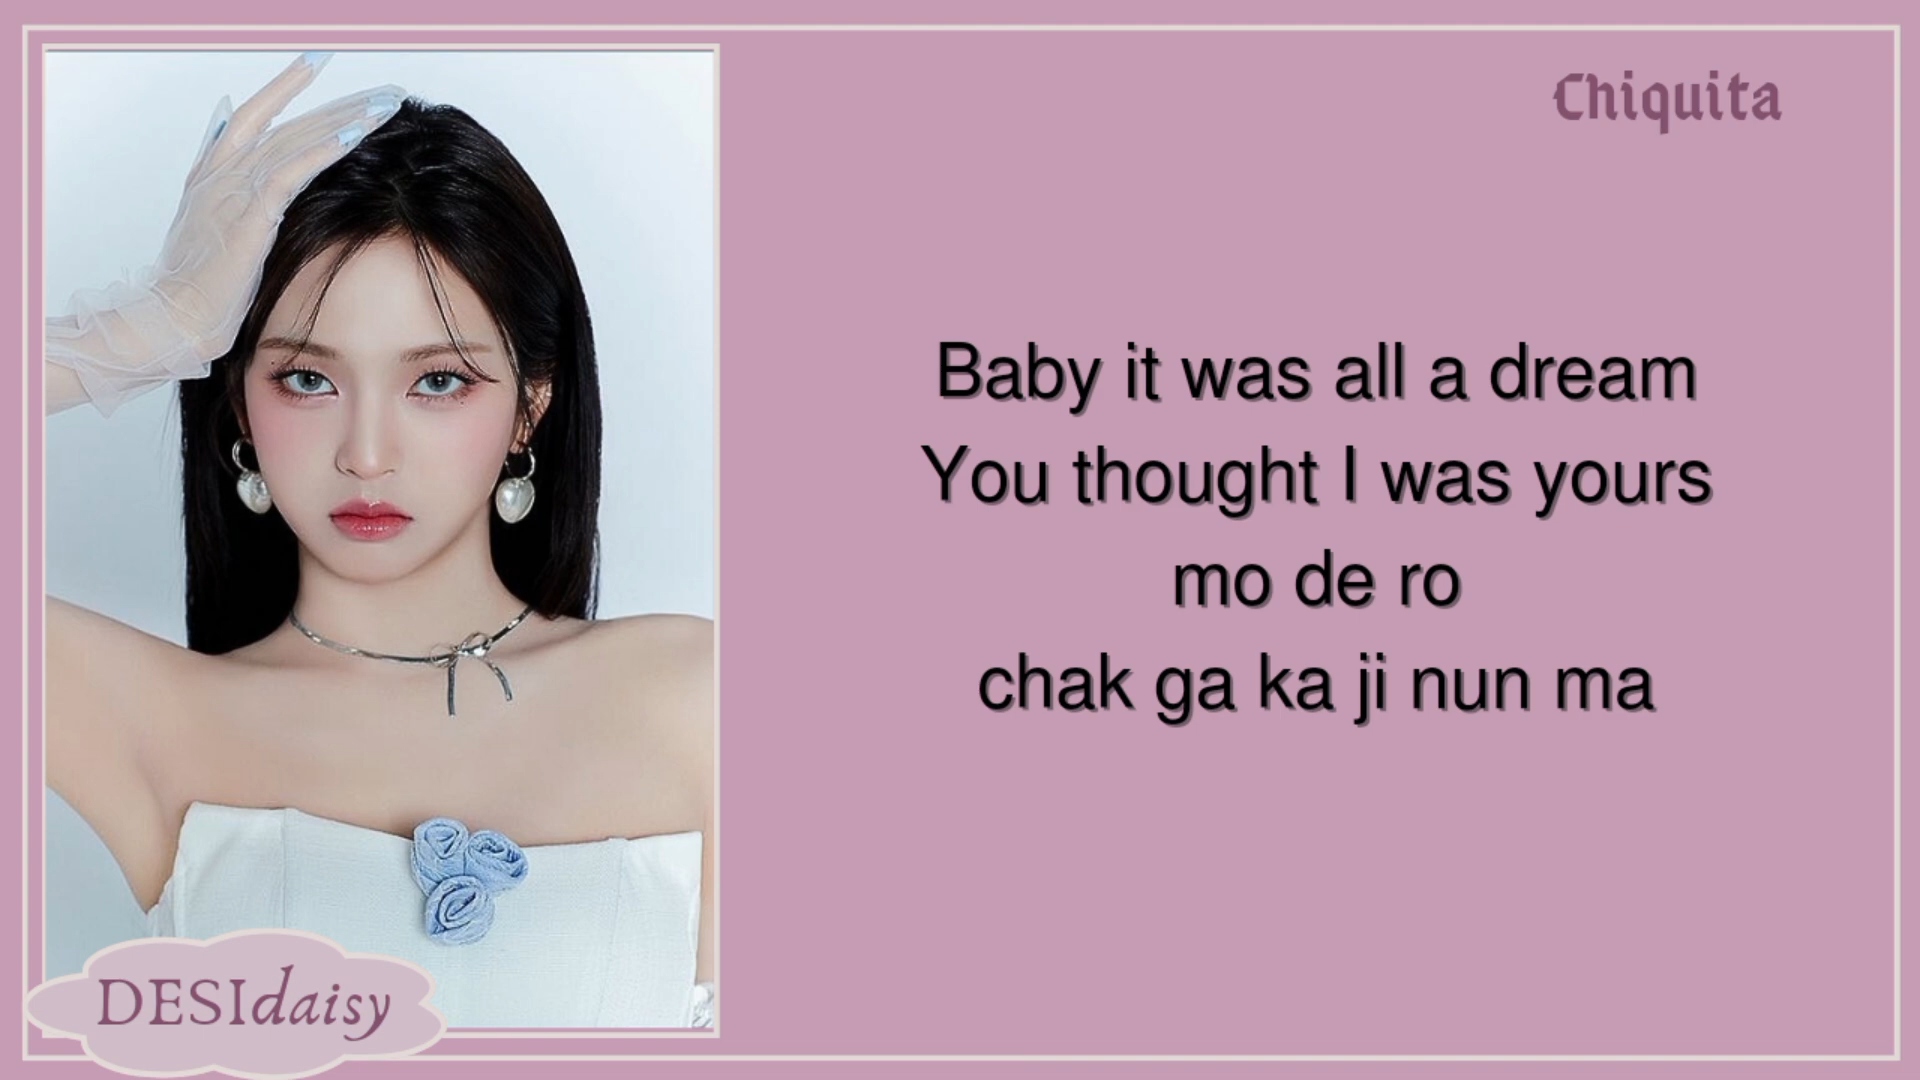 Chiquita
Baby it was all a dream
You thought I was yours
mo de ro
chak ga ka ji nun ma
DESIdaisy